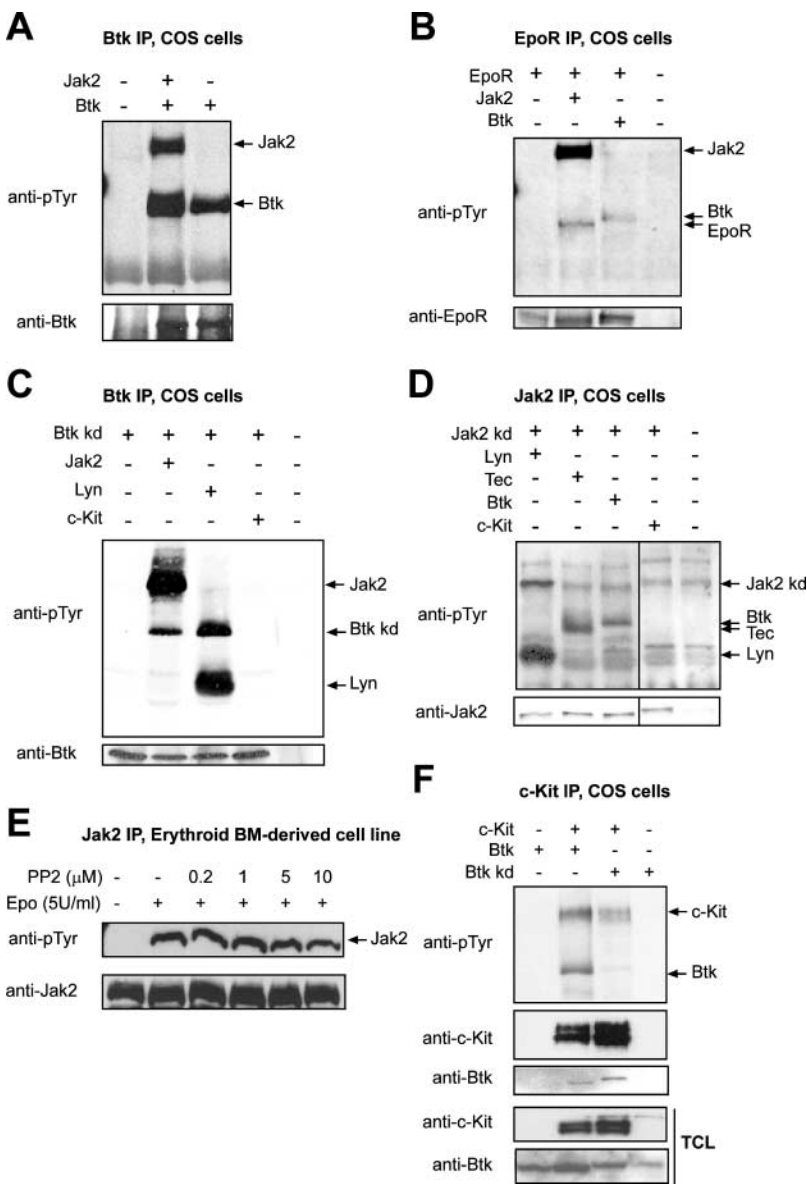 A
Btk IP, COS cells
Jak2 - + -
Btk - + +
anti-pTyr
Jak2
Btk
anti-Btk
B
EpoR IP, COS cells
EpoR + + + -
Jak2 - + - -
Btk - - + -
anti-pTyr
Jak2
Btk
EpoR
anti-EpoR
C
Btk IP, COS cells
Btk kd + + + + -
Jak2 - + - - -
Lyn - - + - -
c-Kit - - - + -
anti-pTyr
Jak2
Btk kd
Lyn
anti-Btk
D
Jak2 IP, COS cells
Jak2 kd + + + + -
Lyn + - - - -
Tec - + - - -
Btk - - + - -
c-Kit - - - + -
anti-pTyr
Jak2 kd
Btk
Tec
Lyn
anti-Jak2
E
Jak2 IP, Erythroid BM-derived cell line
PP2 (μM) - - 0.2 1 5 10
Epo (5U/ml) - + + + + +
anti-pTyr
Jak2
anti-Jak2
F
c-Kit IP, COS cells
c-Kit - + + -
Btk + + - -
Btk kd - - + +
anti-pTyr
c-Kit
Btk
anti-c-Kit
anti-Btk
anti-c-Kit
TCL
anti-Btk